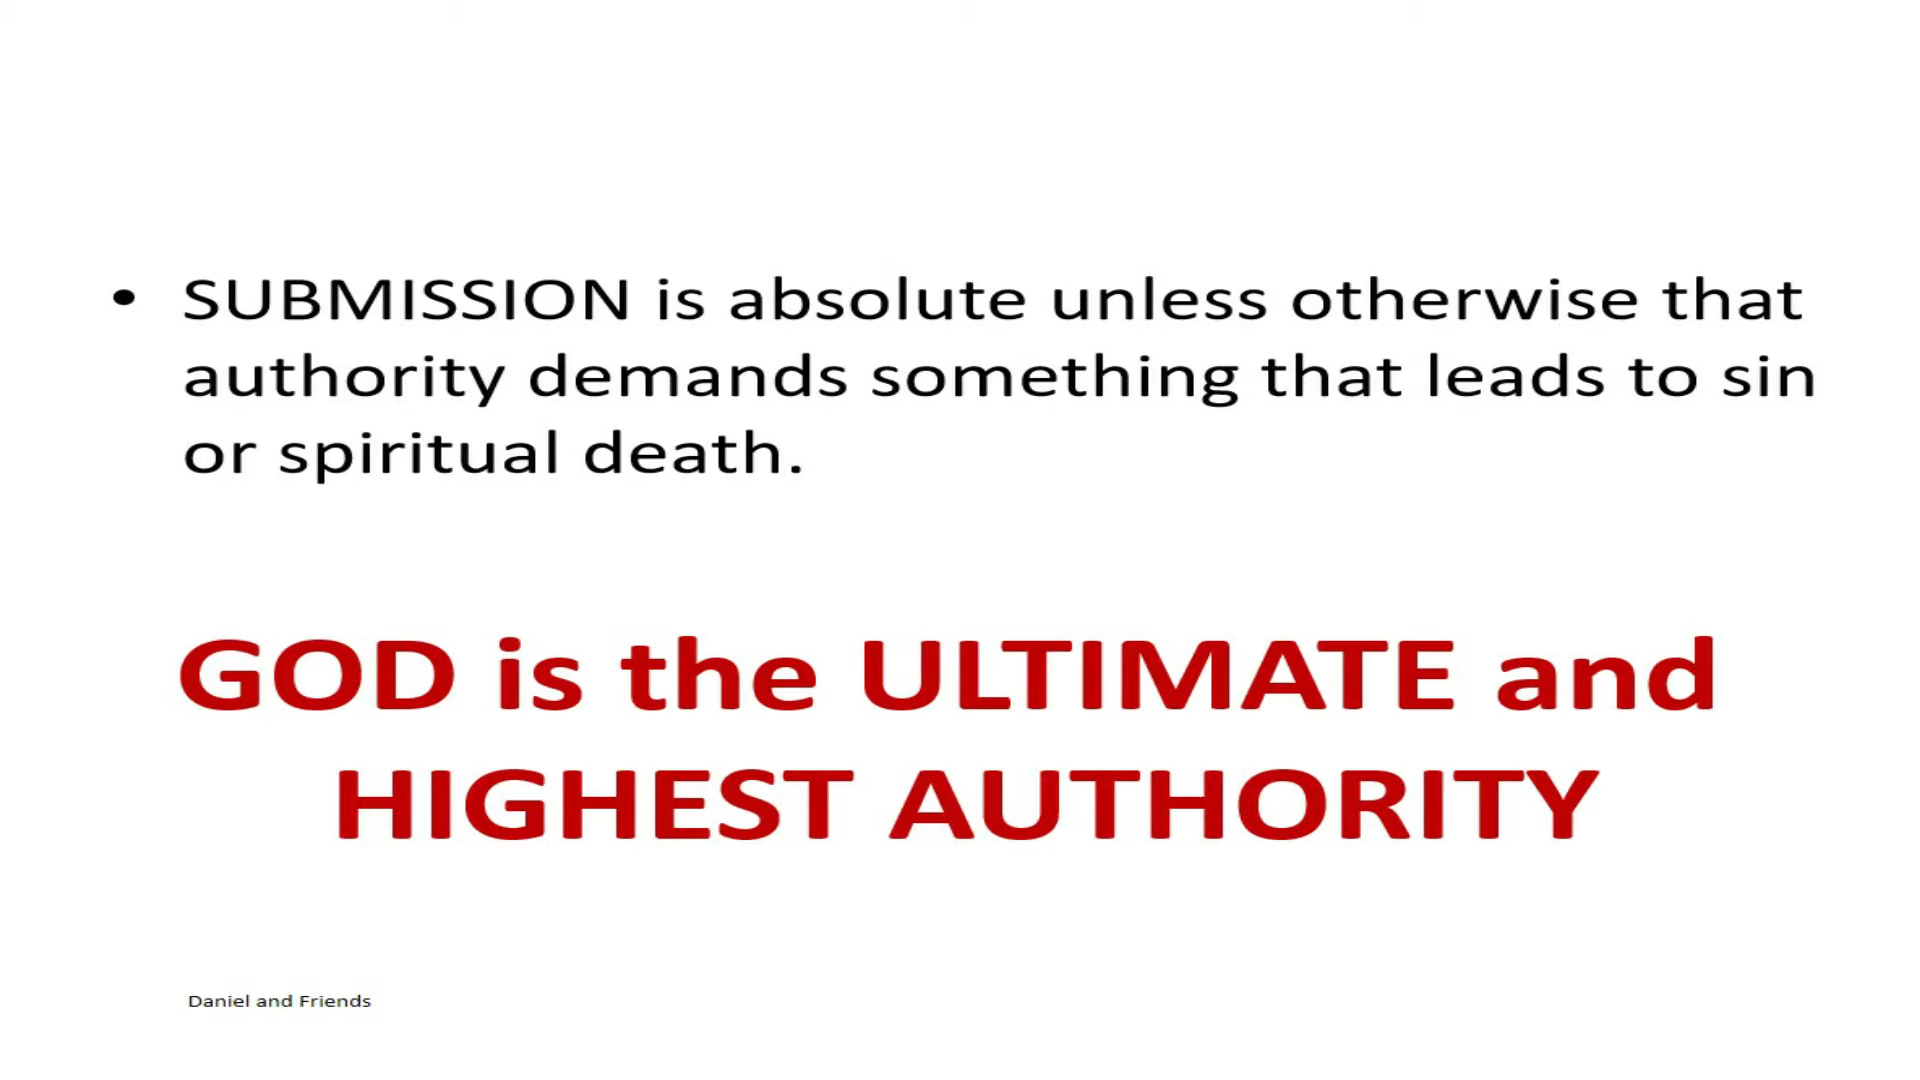 • SUBMISSION is absolute unless otherwise that
authority demands something that leads to sin
or spiritual death.
GOD is the ULTIMATE and
HIGHEST AUTHORITY
Daniel and Friends